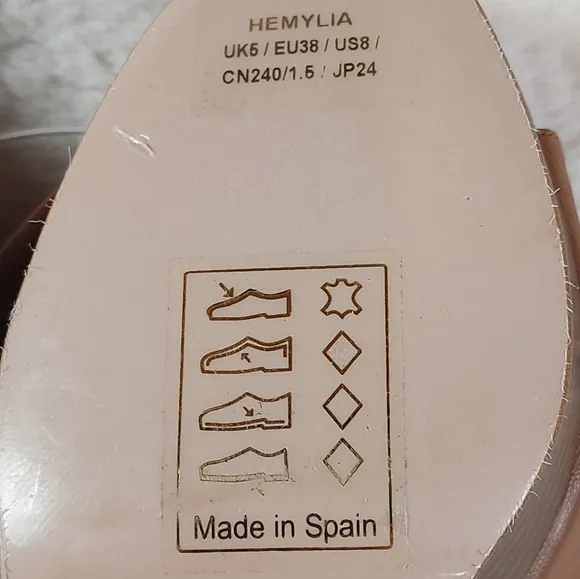 HEMYLIA
UK5 / EU38 / US8 /
CN240/1.5 / JP24
Made in Spain